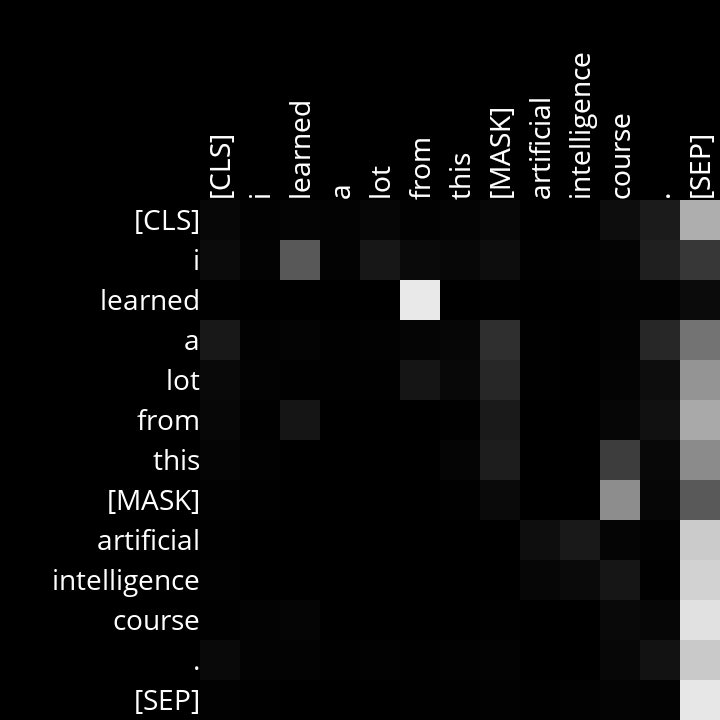 [CLS] i learned a lot from this [MASK] artificial intelligence course . [SEP]
[CLS]
i
learned
a
lot
from
this
[MASK]
artificial
intelligence
course
.
[SEP]